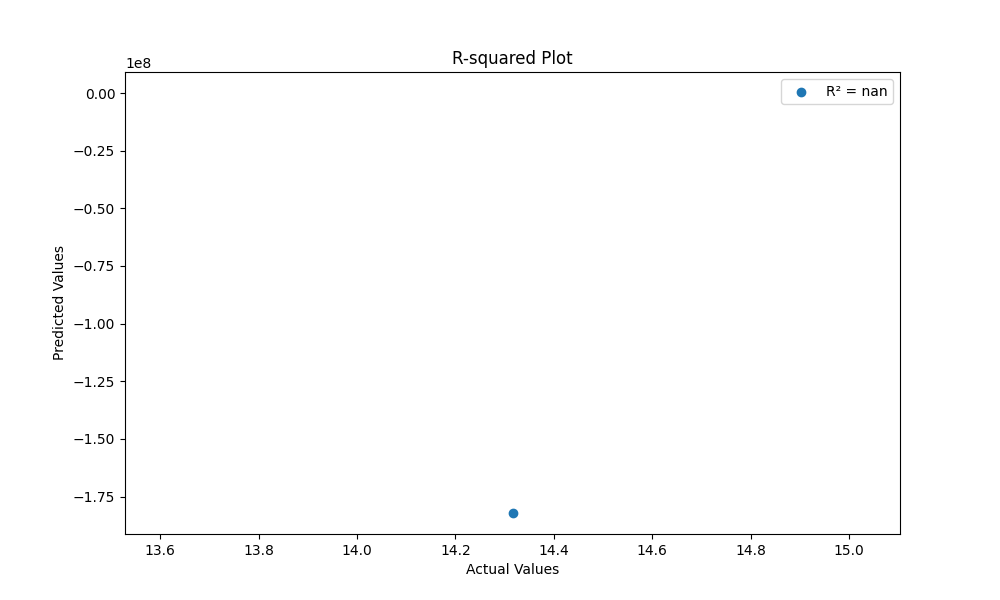 R-squared Plot
1e8
R² = nan
0.00
−0.25
−0.50
−0.75
−1.00
−1.25
−1.50
−1.75
Predicted Values
13.6 13.8 14.0 14.2 14.4 14.6 14.8 15.0
Actual Values